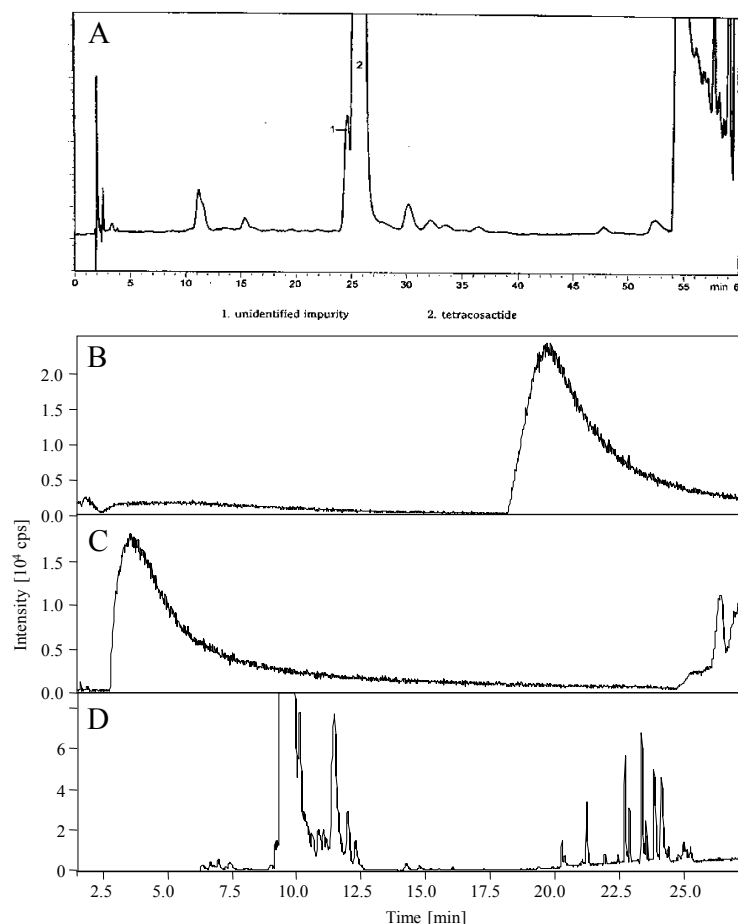 A
2
1
0 5 10 15 20 25 30 35 40 45 50 55 min 6
1. unidentified impurity 2. tetracosactide
B
2.0
1.5
1.0
0.5
0.0
C
1.5
1.0
0.5
0.0
Intensity [10⁴ cps]
D
6
4
2
0
2.5 5.0 7.5 10.0 12.5 15.0 17.5 20.0 22.5 25.0
Time [min]